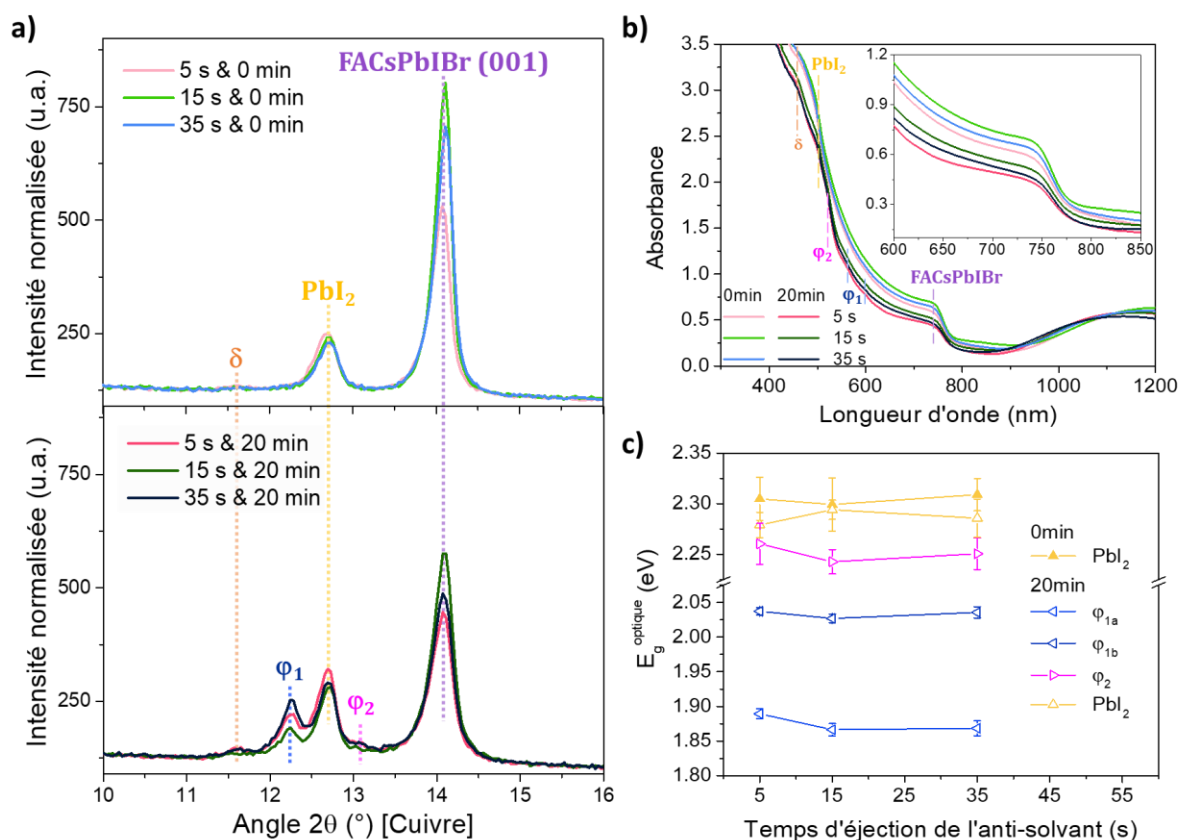 a)
FACsPbIBr (001)
5 s & 0 min
15 s & 0 min
35 s & 0 min
PbI₂
δ
750
500
250
Intensité normalisée (u.a.)
5 s & 20 min
15 s & 20 min
35 s & 20 min
φ₁
φ₂
750
500
250
Intensité normalisée (u.a.)
10 11 12 13 14 15 16
Angle 2θ (°) [Cuivre]
b)
3.5
3.0
2.5
2.0
1.5
1.0
0.5
0.0
Absorbance
PbI₂
δ
φ₂
φ₁
FACsPbIBr
1.2
0.9
0.6
0.3
600 650 700 750 800 850
0min 20min
5 s
15 s
35 s
400 600 800 1000 1200
Longueur d'onde (nm)
c)
2.35
2.30
2.25
2.05
2.00
1.95
1.90
1.85
1.80
E_g^optique (eV)
0min
PbI₂
20min
φ₁ₐ
φ₁b
φ₂
PbI₂
5 15 25 35 45 55
Temps d'éjection de l'anti-solvant (s)